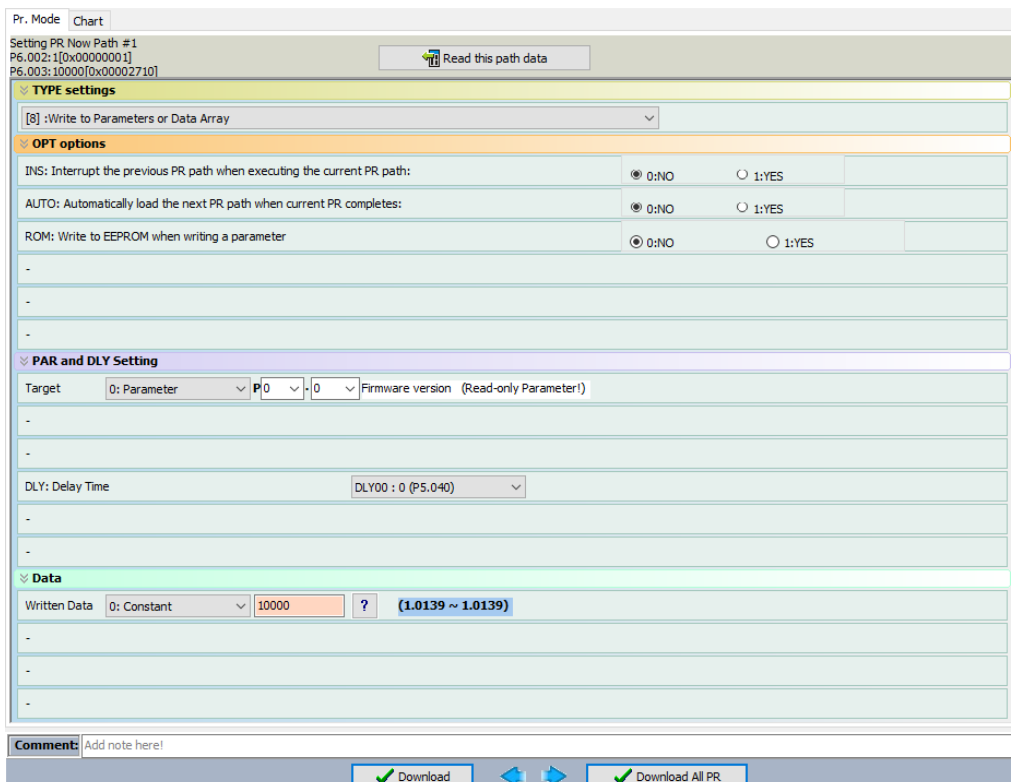 Pr. Mode Chart
Setting PR Now Path #1
P6.002:1[0x00000001]
P6.003:10000[0x00002710]
Read this path data
TYPE settings
[8] :Write to Parameters or Data Array
OPT options
INS: Interrupt the previous PR path when executing the current PR path: 0:NO 1:YES
AUTO: Automatically load the next PR path when current PR completes: 0:NO 1:YES
ROM: Write to EEPROM when writing a parameter 0:NO 1:YES
-
-
-
PAR and DLY Setting
Target 0: Parameter P 0 - 0 Firmware version (Read-only Parameter!)
-
-
DLY: Delay Time DLY00 : 0 (P5.040)
-
-
Data
Written Data 0: Constant 10000 ? (1.0139 ~ 1.0139)
-
-
-
Comment: Add note here!
Download Download All PR